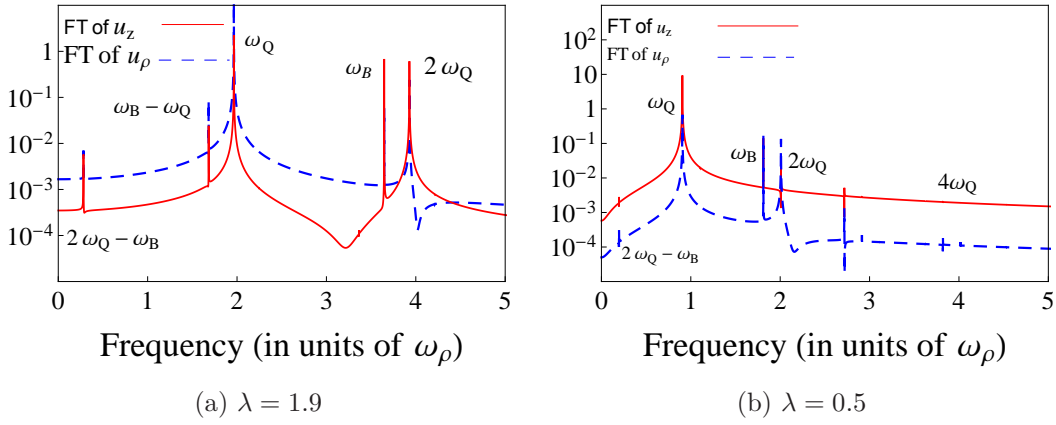 FT of u_z
FT of u_ρ
ω_Q
ω_B
2 ω_Q
ω_B − ω_Q
2 ω_Q − ω_B
1
10^{-1}
10^{-3}
10^{-4}
0 1 2 3 4 5
Frequency (in units of ω_ρ)
(a) λ = 1.9
FT of u_z
FT of u_ρ
ω_Q
ω_B
2ω_Q
4ω_Q
2 ω_Q − ω_B
10^2
10
1
10^{-1}
10^{-2}
10^{-3}
10^{-4}
0 1 2 3 4 5
Frequency (in units of ω_ρ)
(b) λ = 0.5